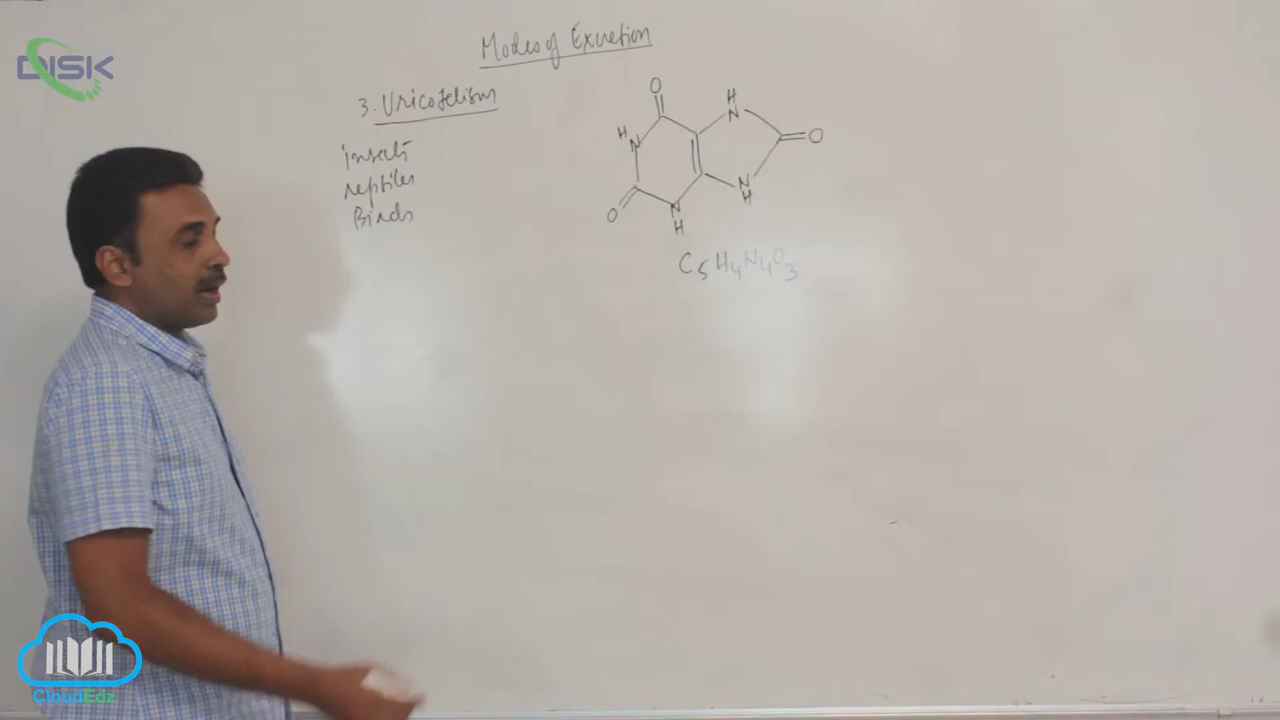 DISK
Modes of Excretion
3. Uricotelism
insects
reptiles
Birds
O
H
N
H
N
O
O
N
H
N
H
C5H4N4O3
CloudEdz